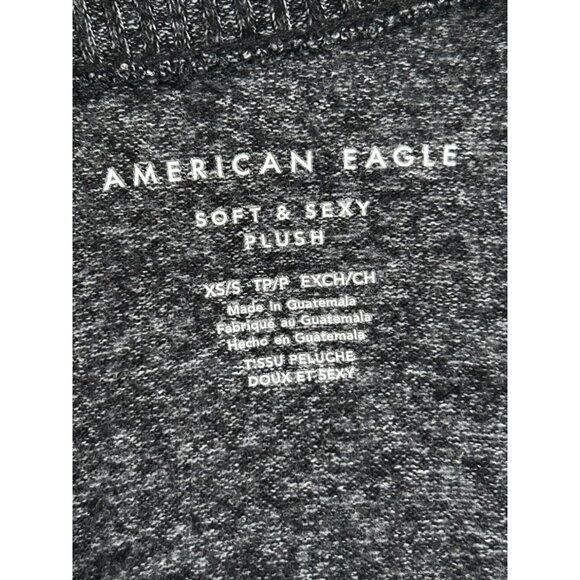 AMERICAN EAGLE
SOFT & SEXY
PLUSH
XS/S TP/P EXCH/CH
Made in Guatemala
Fabriqué au Guatemala
Hecho en Guatemala
TISSU PELUCHE
DOUX ET SEXY